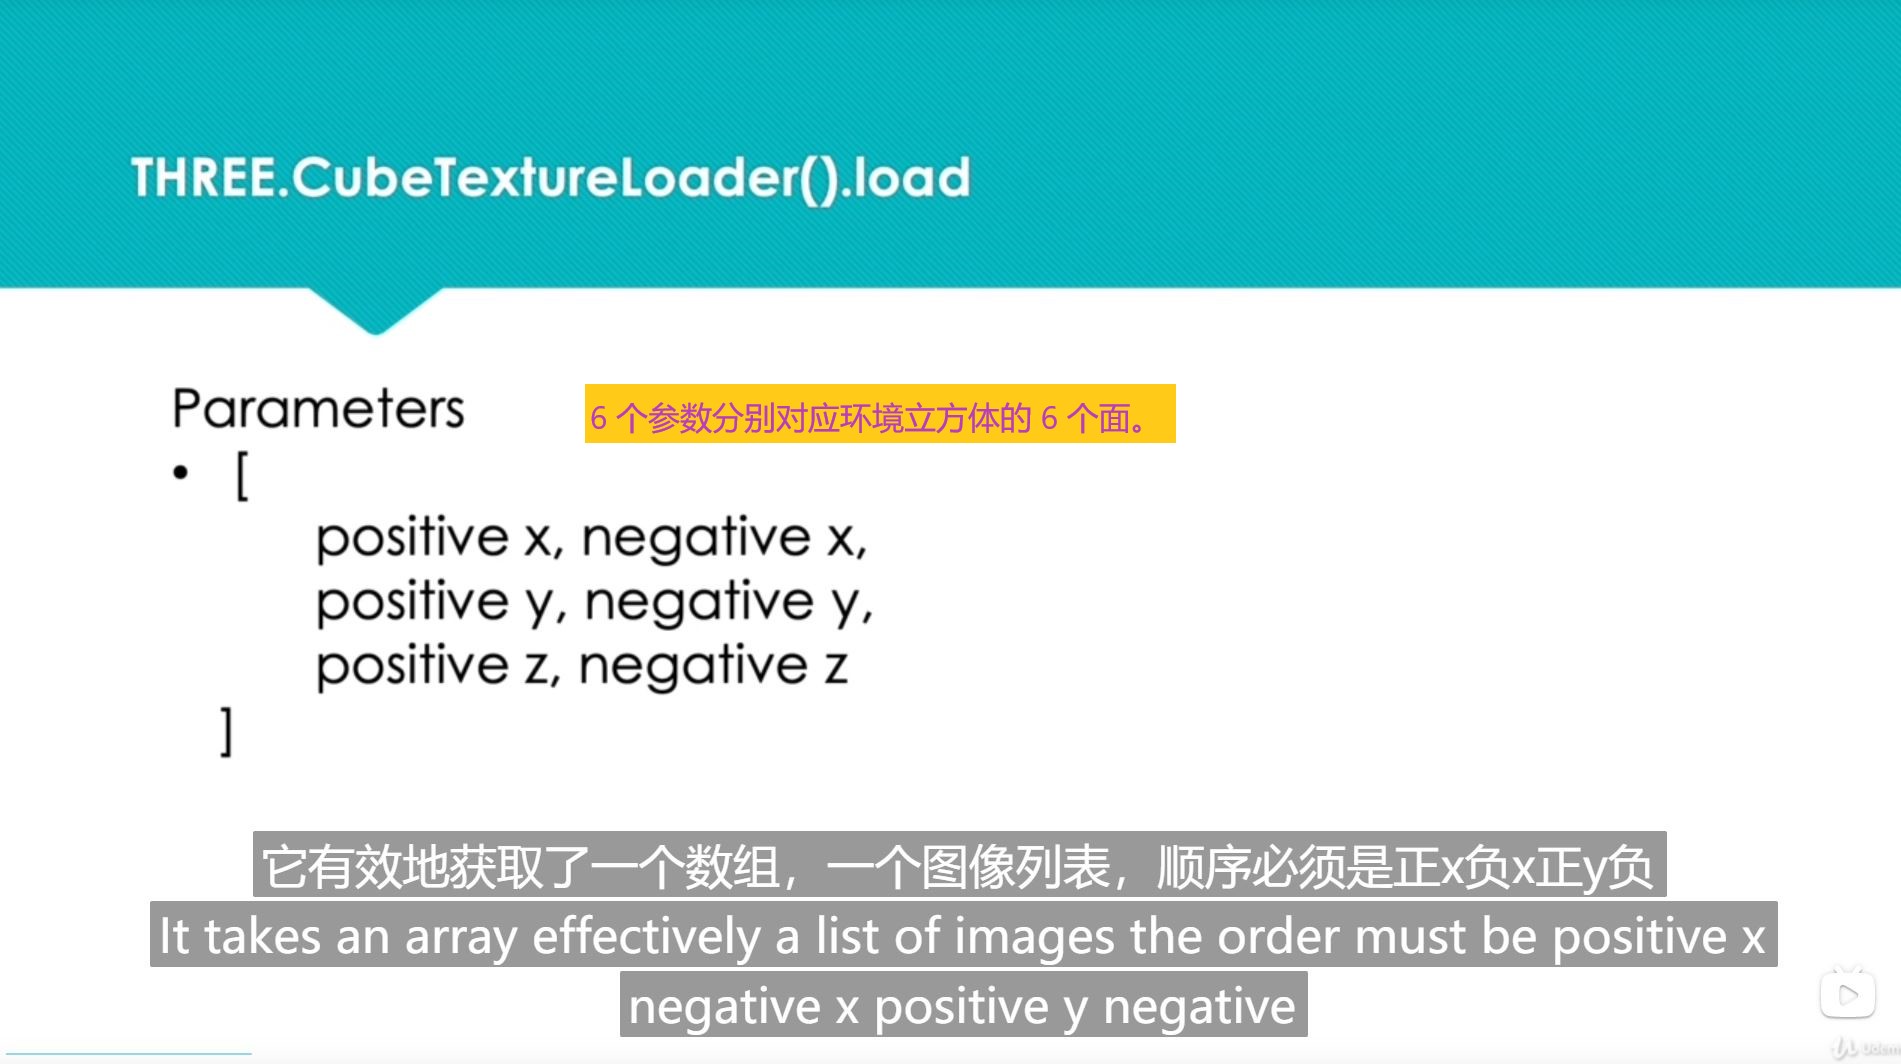 THREE.CubeTextureLoader().load
Parameters
6 个参数分别对应环境立方体的 6 个面。
• [
positive x, negative x,
positive y, negative y,
positive z, negative z
]
它有效地获取了一个数组，一个图像列表，顺序必须是正x负x正y负
It takes an array effectively a list of images the order must be positive x
negative x positive y negative